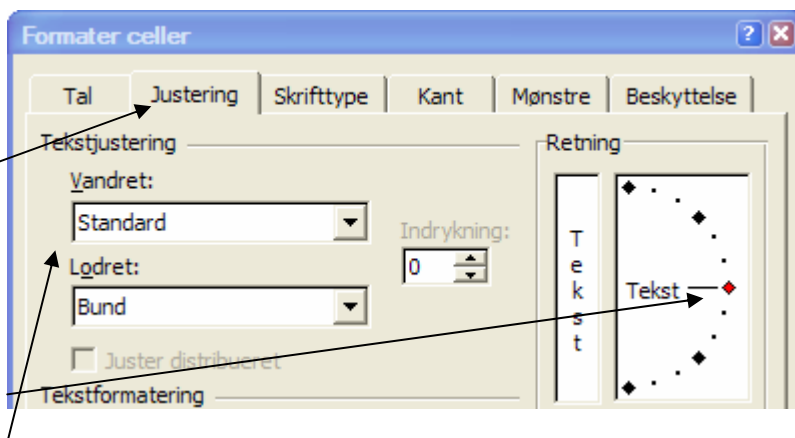 Formater celler
Tal Justering Skrifttype Kant Mønstre Beskyttelse
Tekstjustering
Vandret:
Standard
Lodret:
Bund
Indrykning:
0
Juster distribueret
Tekstformatering
Retning
T
e
k
s
t
Tekst